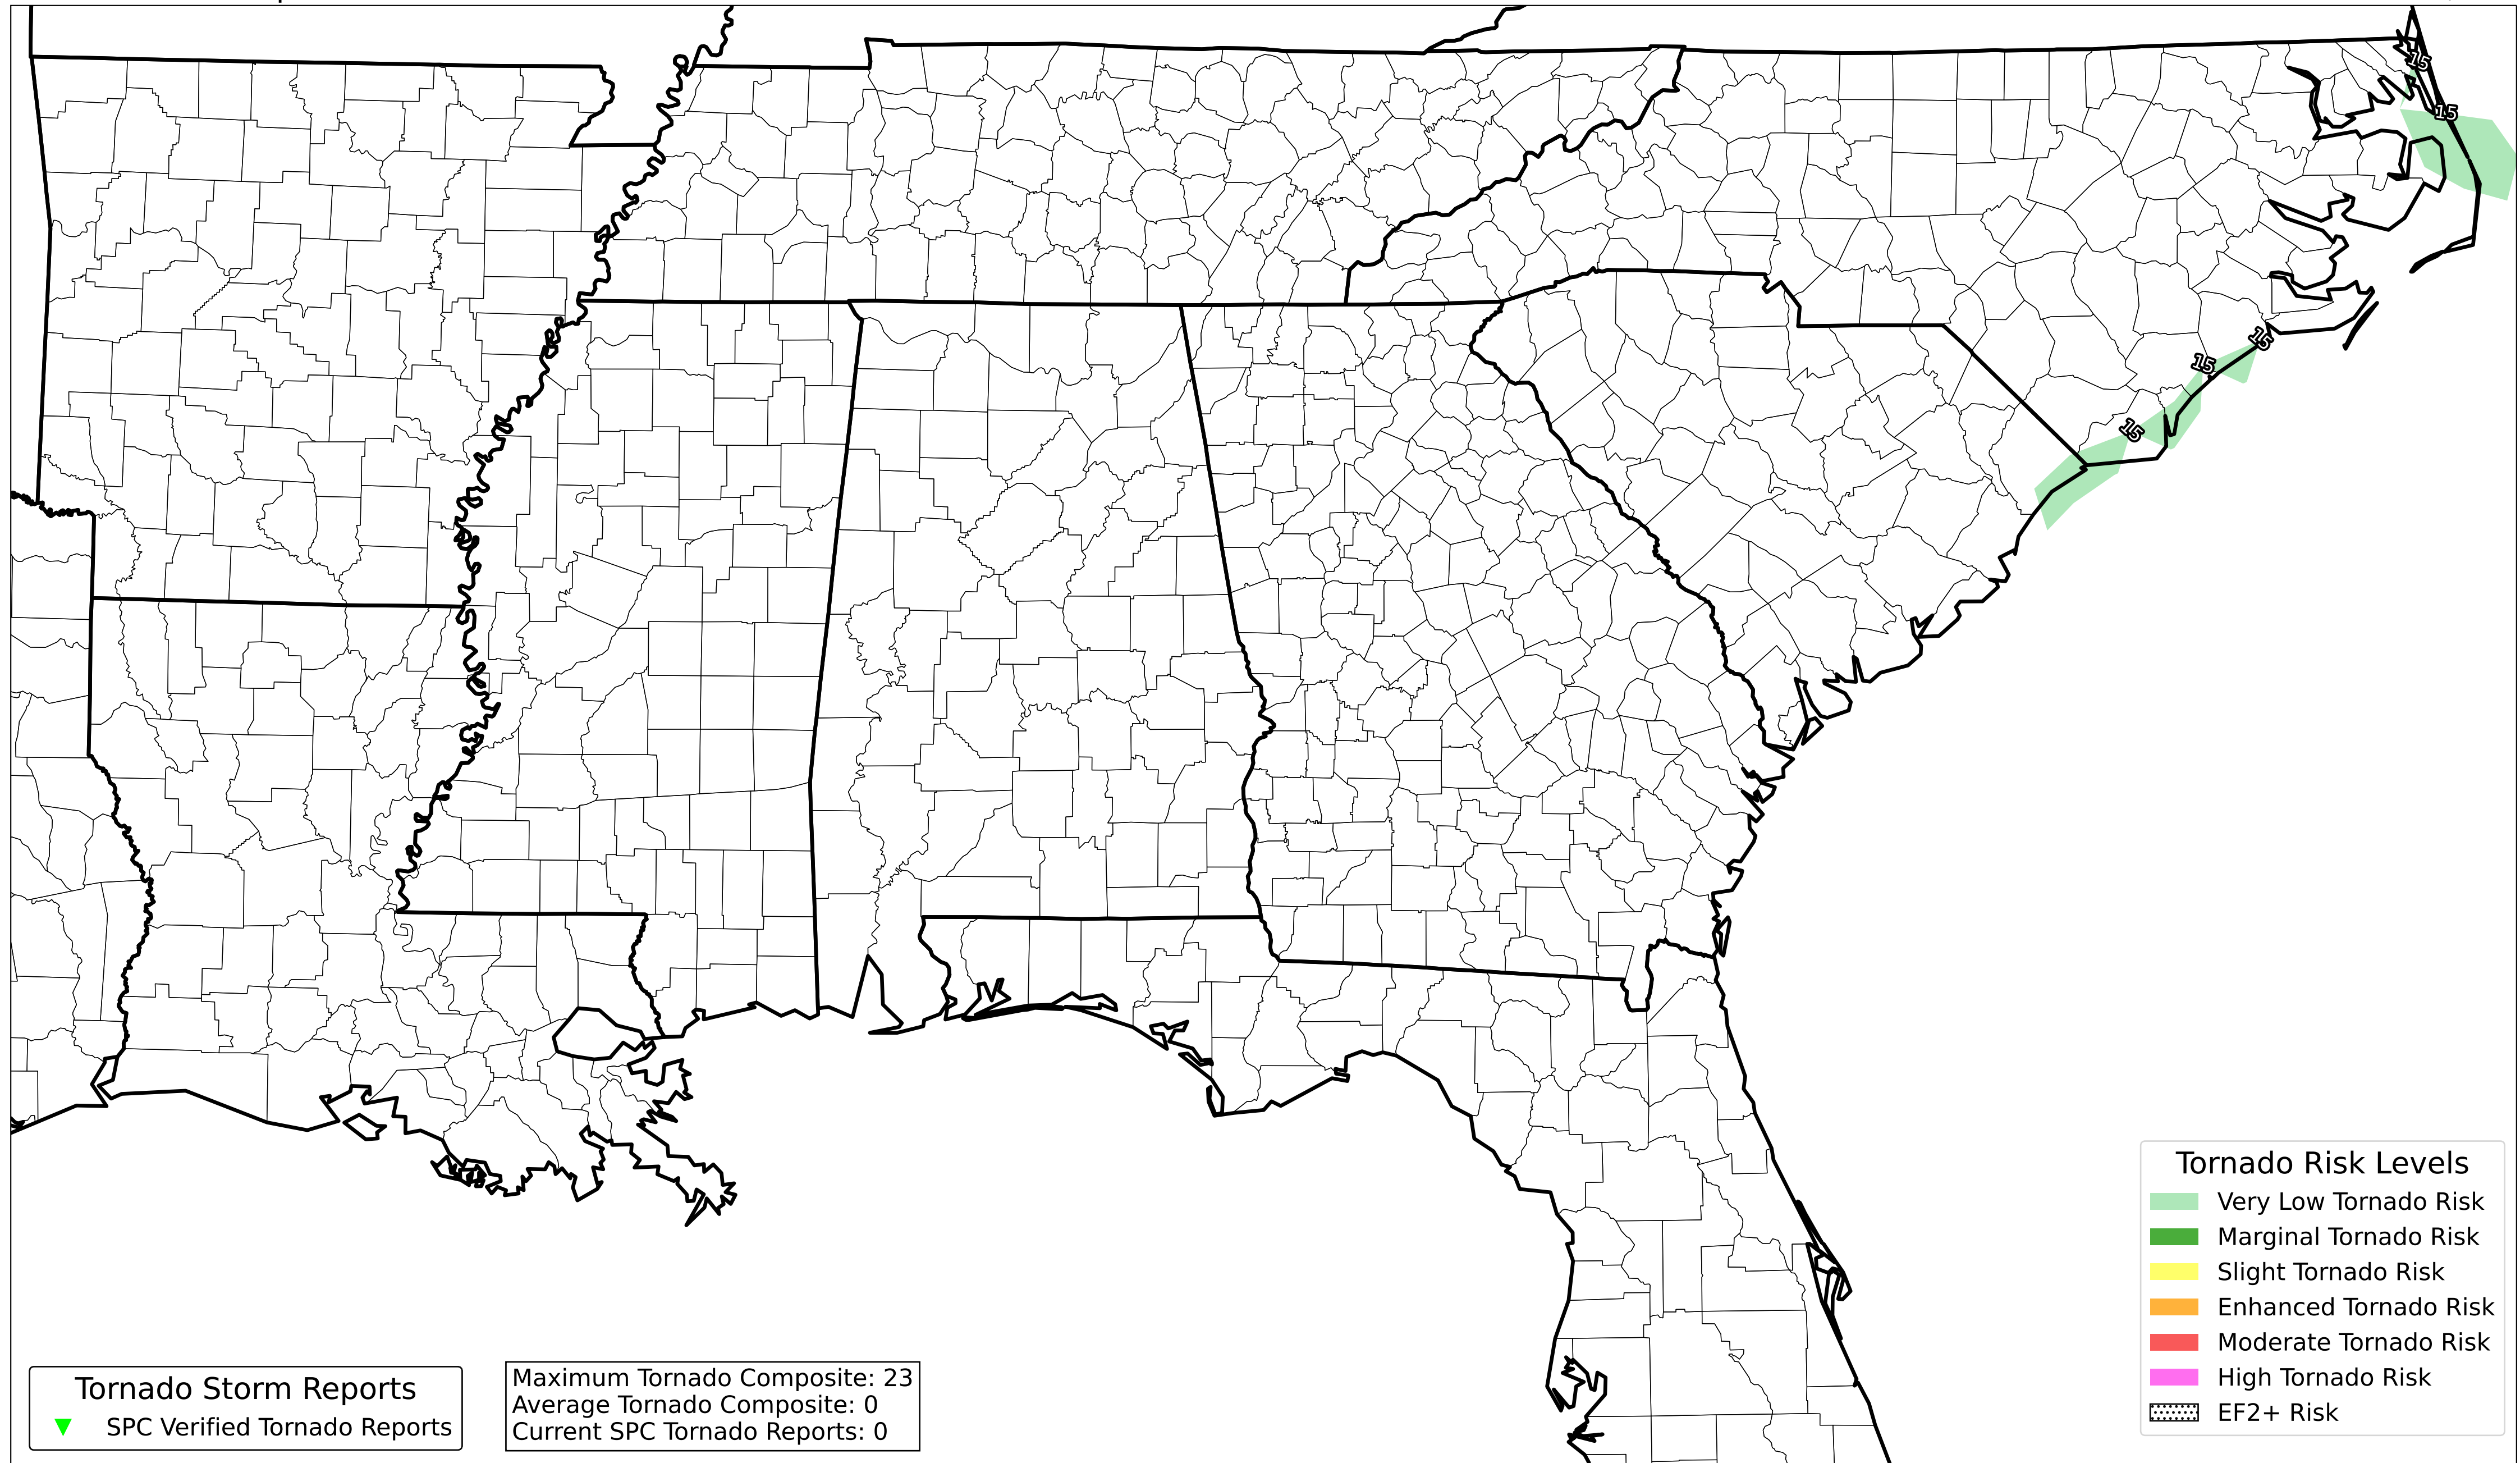 15
15
15
15
15
Tornado Risk Levels
Very Low Tornado Risk
Marginal Tornado Risk
Slight Tornado Risk
Enhanced Tornado Risk
Moderate Tornado Risk
High Tornado Risk
EF2+ Risk
Tornado Storm Reports
SPC Verified Tornado Reports
Maximum Tornado Composite: 23
Average Tornado Composite: 0
Current SPC Tornado Reports: 0